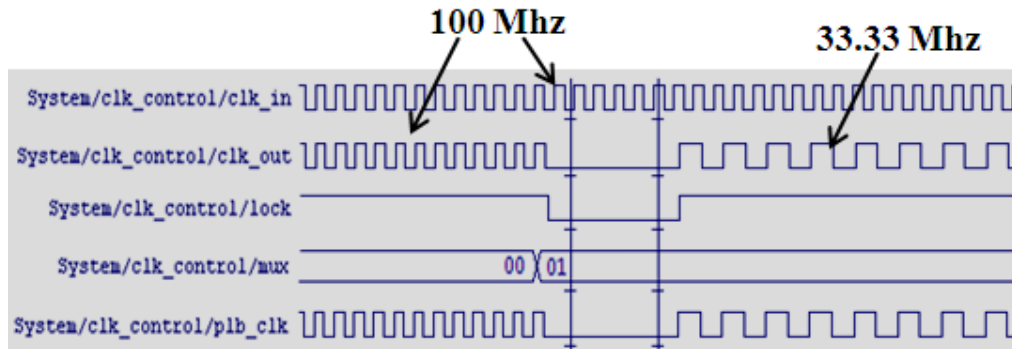 100 Mhz
33.33 Mhz
System/clk_control/clk_in
System/clk_control/clk_out
System/clk_control/lock
System/clk_control/mux 00 01
System/clk_control/plb_clk